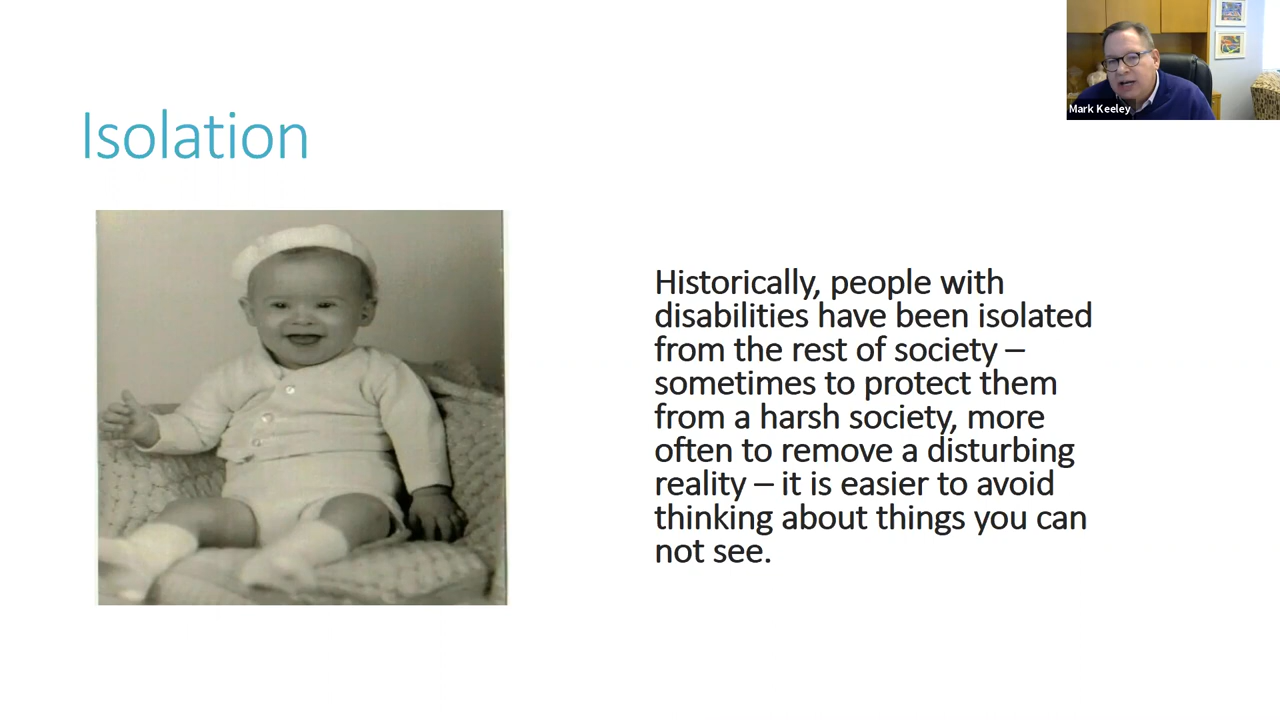 Mark Keeley
Isolation
Historically, people with
disabilities have been isolated
from the rest of society –
sometimes to protect them
from a harsh society, more
often to remove a disturbing
reality – it is easier to avoid
thinking about things you can
not see.